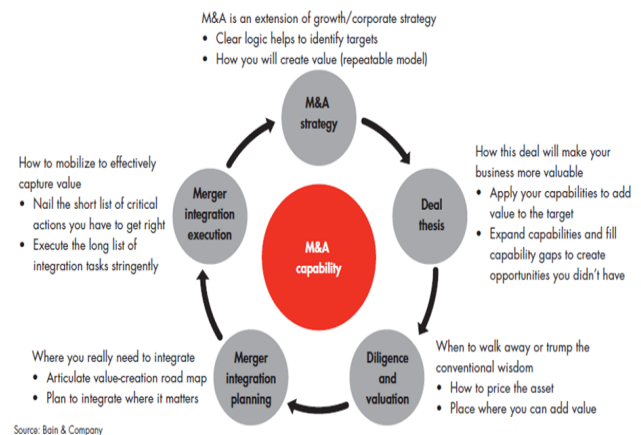 M&A is an extension of growth/corporate strategy
• Clear logic helps to identify targets
• How you will create value (repeatable model)
M&A
strategy
How this deal will make your
business more valuable
• Apply your capabilities to add
value to the target
• Expand capabilities and fill
capability gaps to create
opportunities you didn't have
Deal
thesis
When to walk away or trump the
conventional wisdom
• How to price the asset
• Place where you can add value
Diligence
and
valuation
Where you really need to integrate
• Articulate value-creation road map
• Plan to integrate where it matters
Merger
integration
planning
How to mobilize to effectively
capture value
• Nail the short list of critical
actions you have to get right
• Execute the long list of
integration tasks stringently
Merger
integration
execution
M&A
capability
Source: Bain & Company